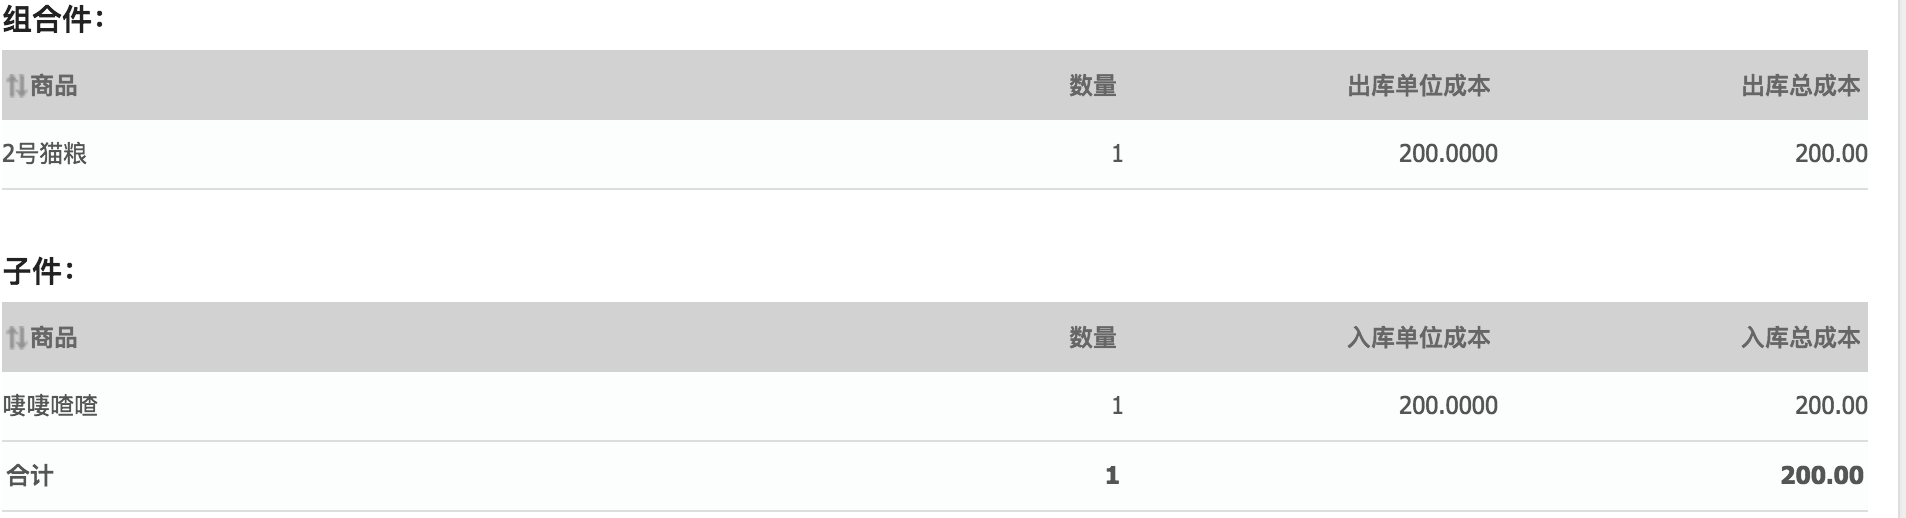 组合件：
商品 数量 出库单位成本 出库总成本
2号猫粮 1 200.0000 200.00
子件：
商品 数量 入库单位成本 入库总成本
啛啛喳喳 1 200.0000 200.00
合计 1 200.00